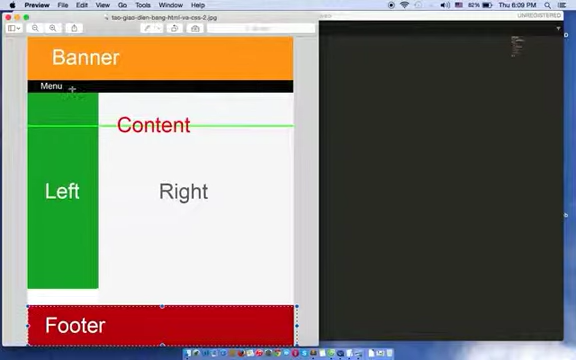 Preview File Edit View Go Tools Window Help
82% Thu 6:09 PM
tao-giao-dien-bang-html-va-css-2.jpg
UNREGISTERED
Banner
Menu
Content
Left
Right
Footer